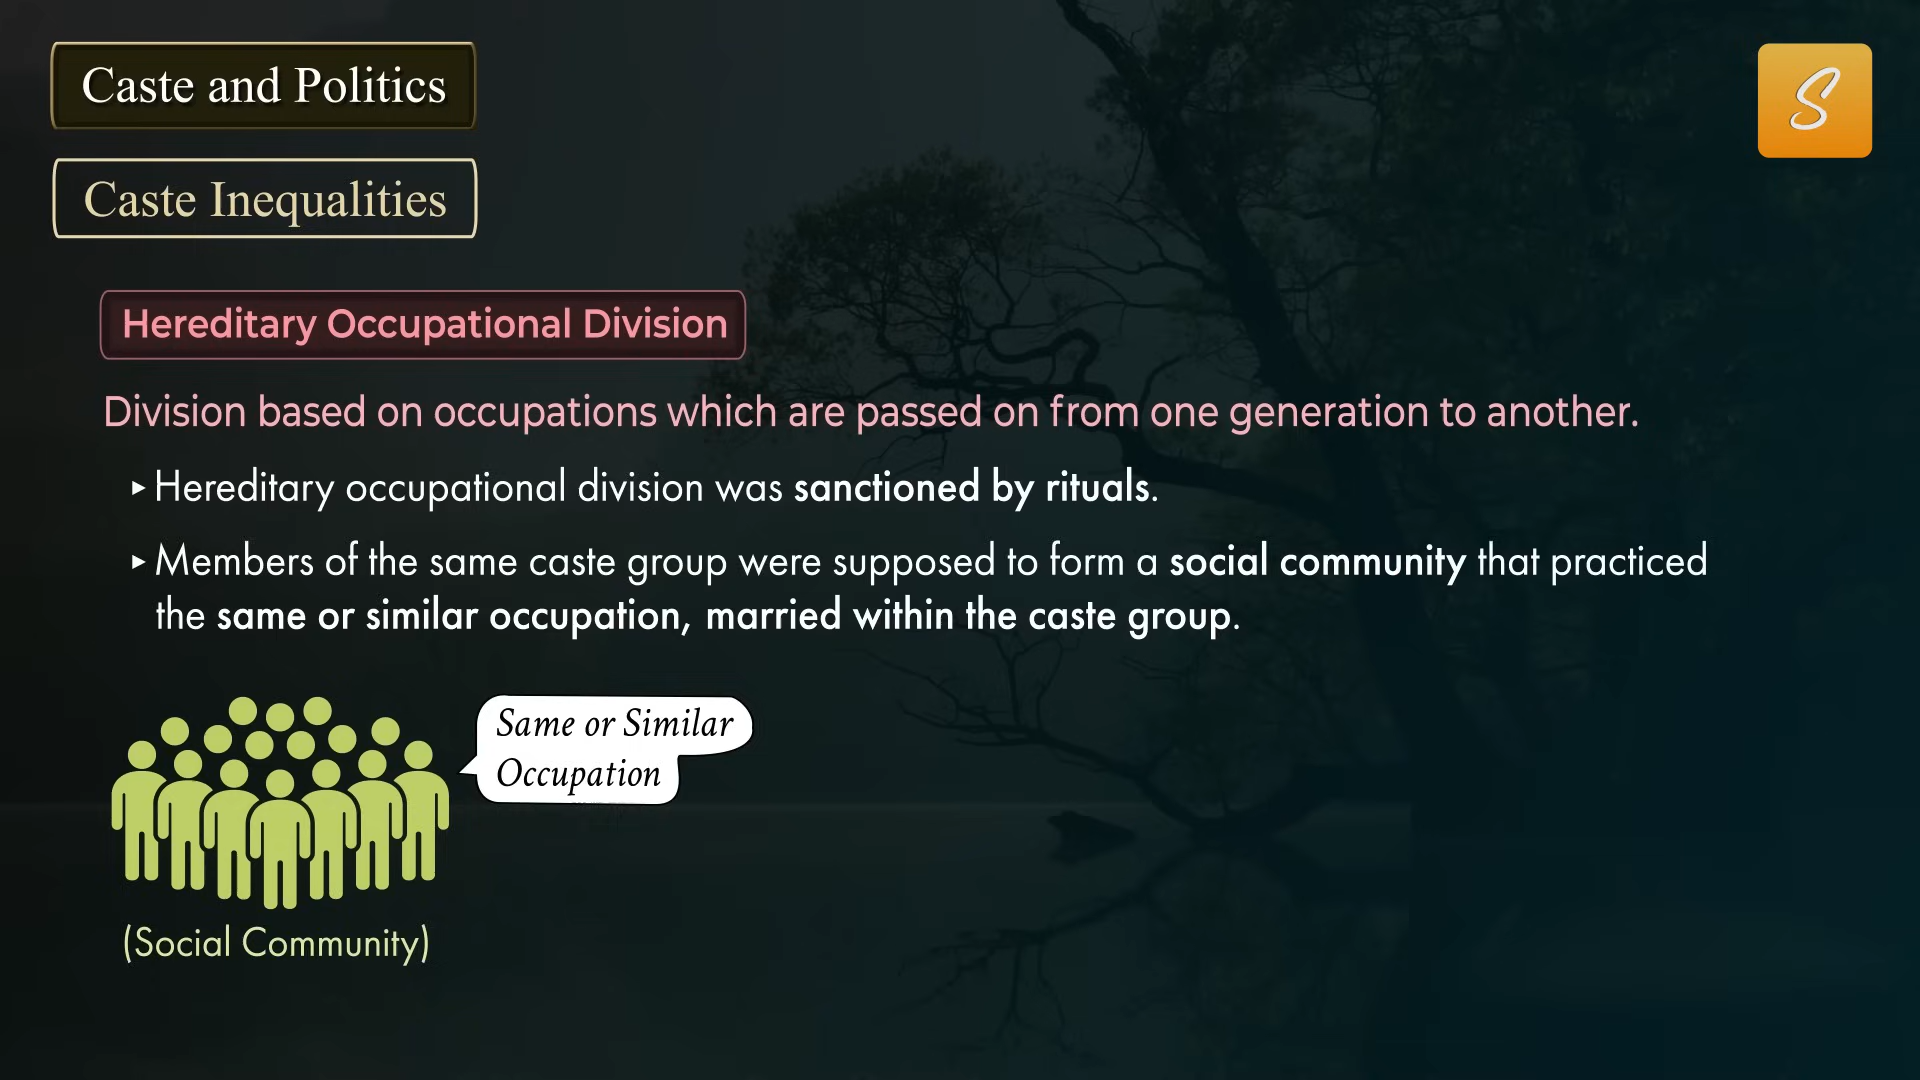 Caste and Politics
S
Caste Inequalities
Hereditary Occupational Division
Division based on occupations which are passed on from one generation to another.
▸ Hereditary occupational division was sanctioned by rituals.
▸ Members of the same caste group were supposed to form a social community that practiced
the same or similar occupation, married within the caste group.
Same or Similar
Occupation
(Social Community)